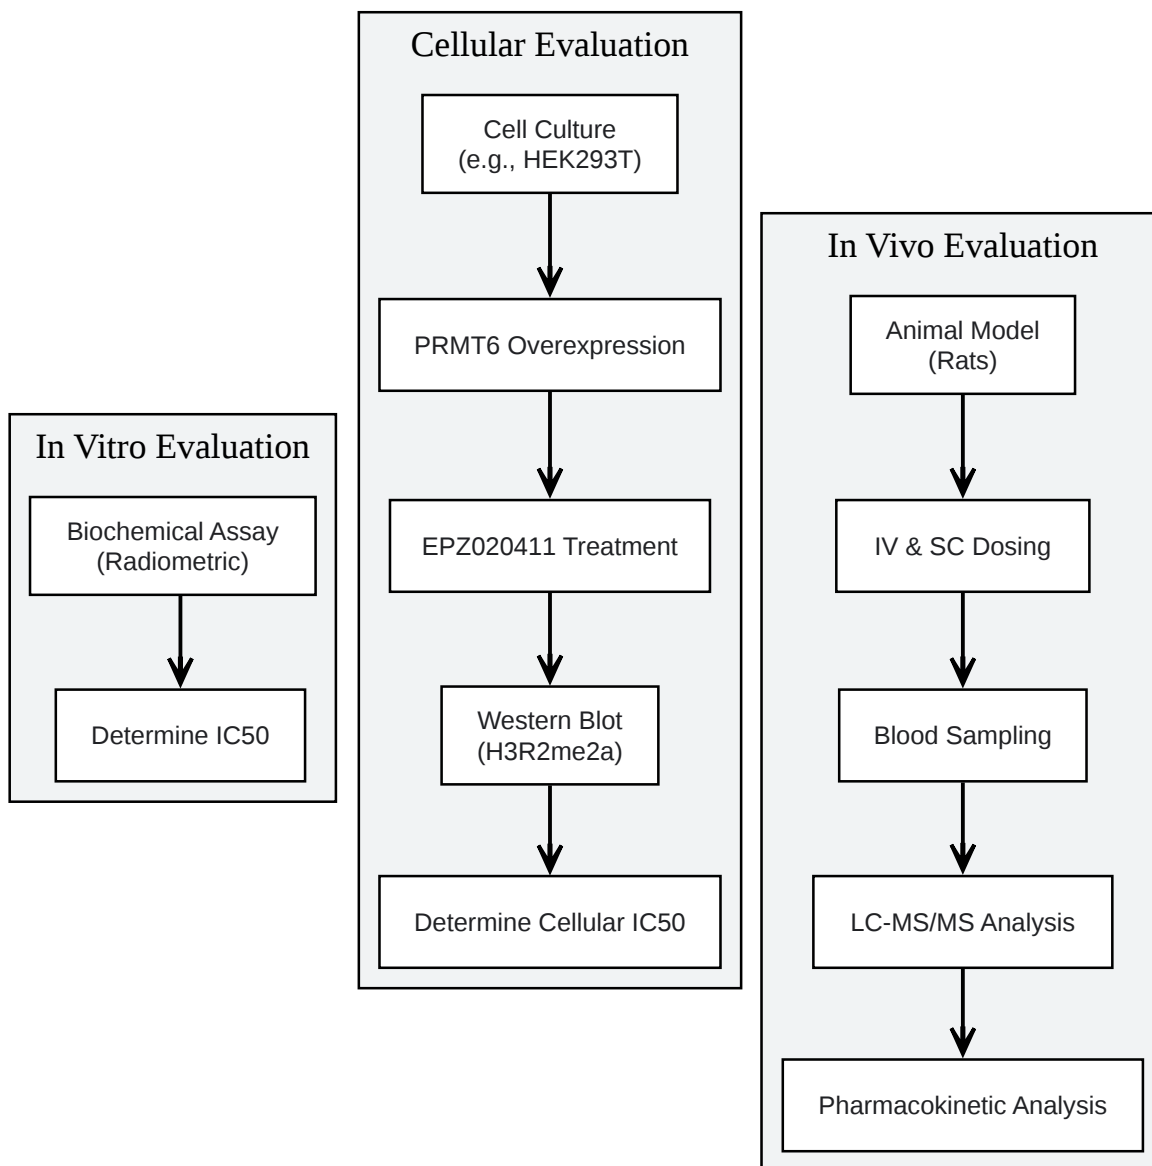 In Vitro Evaluation
Biochemical Assay
(Radiometric)
Determine IC50
Cellular Evaluation
Cell Culture
(e.g., HEK293T)
PRMT6 Overexpression
EPZ020411 Treatment
Western Blot
(H3R2me2a)
Determine Cellular IC50
In Vivo Evaluation
Animal Model
(Rats)
IV & SC Dosing
Blood Sampling
LC-MS/MS Analysis
Pharmacokinetic Analysis